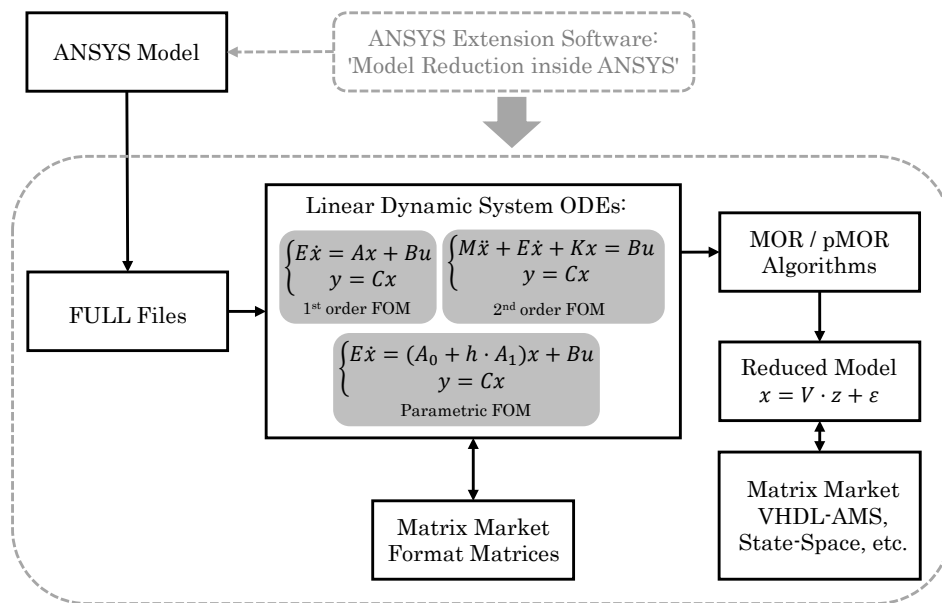 ANSYS Model
ANSYS Extension Software:
'Model Reduction inside ANSYS'
Linear Dynamic System ODEs:
{Eẋ = Ax + Bu
y = Cx
1st order FOM
{Mẍ + Eẋ + Kx = Bu
y = Cx
2nd order FOM
{Eẋ = (A₀ + h · A₁)x + Bu
y = Cx
Parametric FOM
FULL Files
MOR / pMOR
Algorithms
Reduced Model
x = V · z + ε
Matrix Market
Format Matrices
Matrix Market
VHDL-AMS,
State-Space, etc.